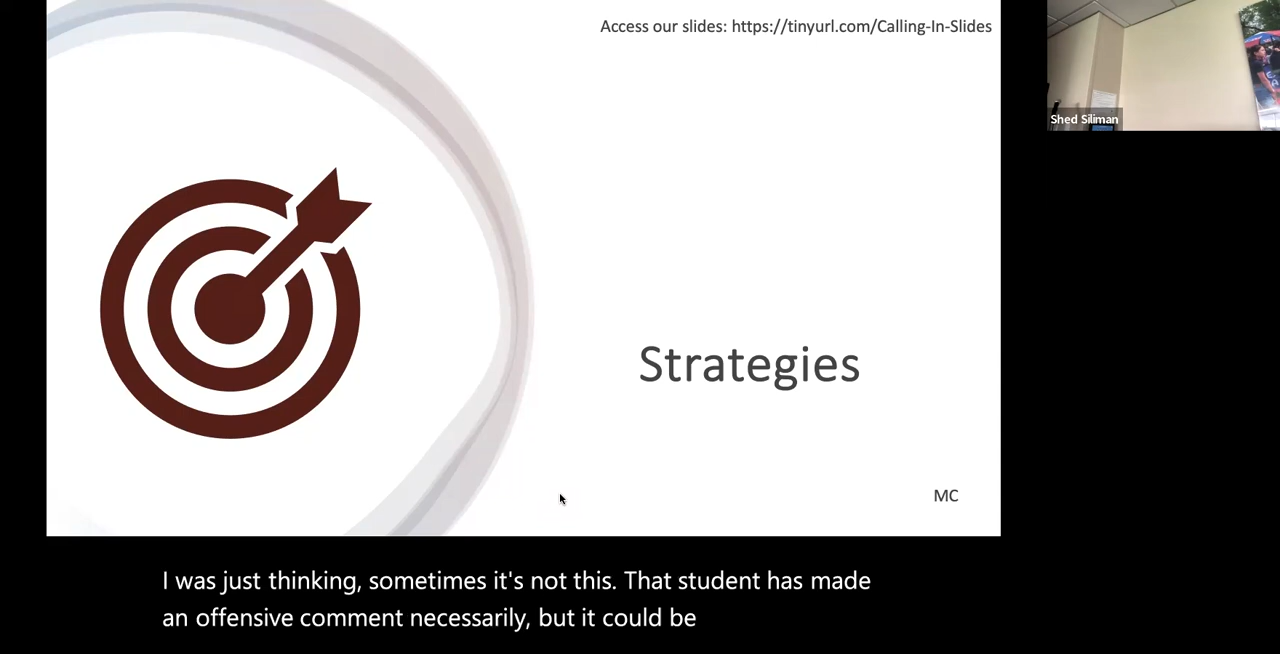 Access our slides: https://tinyurl.com/Calling-In-Slides
Shed Siliman
Strategies
MC
I was just thinking, sometimes it's not this. That student has made
an offensive comment necessarily, but it could be